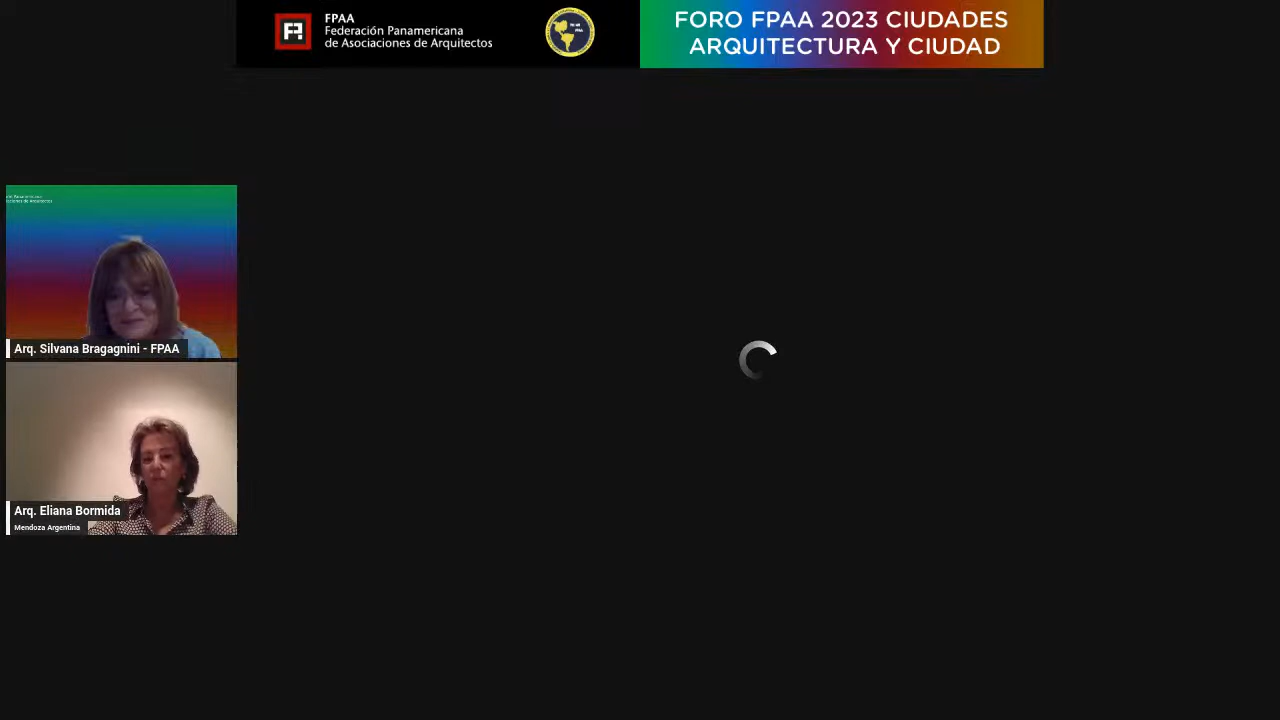 FPAA
Federación Panamericana
de Asociaciones de Arquitectos
FORO FPAA 2023 CIUDADES
ARQUITECTURA Y CIUDAD
Arq. Silvana Bragagnini - FPAA
Arq. Eliana Bormida
Mendoza Argentina